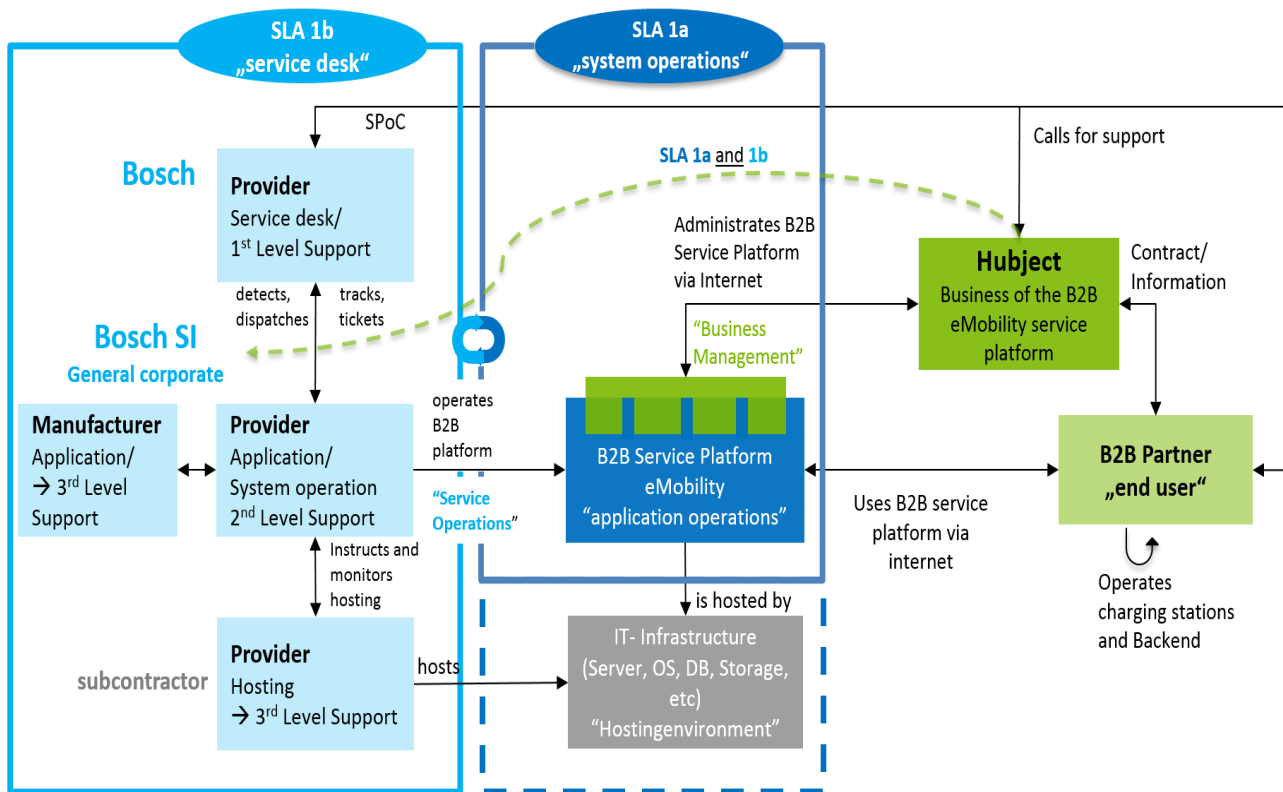 SLA 1b
„service desk“
SLA 1a
„system operations“
SPoC
Calls for support
Bosch
Provider
Service desk/
1st Level Support
SLA 1a and 1b
Administrates B2B
Service Platform
via Internet
Hubject
Business of the B2B
eMobility service
platform
Contract/
Information
detects,
dispatches
tracks,
tickets
Bosch SI
General corporate
“Business
Management”
Manufacturer
Application/
→ 3rd Level
Support
Provider
Application/
System operation
2nd Level Support
operates
B2B
platform
“Service
Operations”
B2B Service Platform
eMobility
“application operations”
Uses B2B service
platform via
internet
B2B Partner
„end user“
Operates
charging stations
and Backend
Instructs and
monitors
hosting
is hosted by
subcontractor
Provider
Hosting
→ 3rd Level Support
hosts
IT- Infrastructure
(Server, OS, DB, Storage,
etc)
“Hostingenvironment”